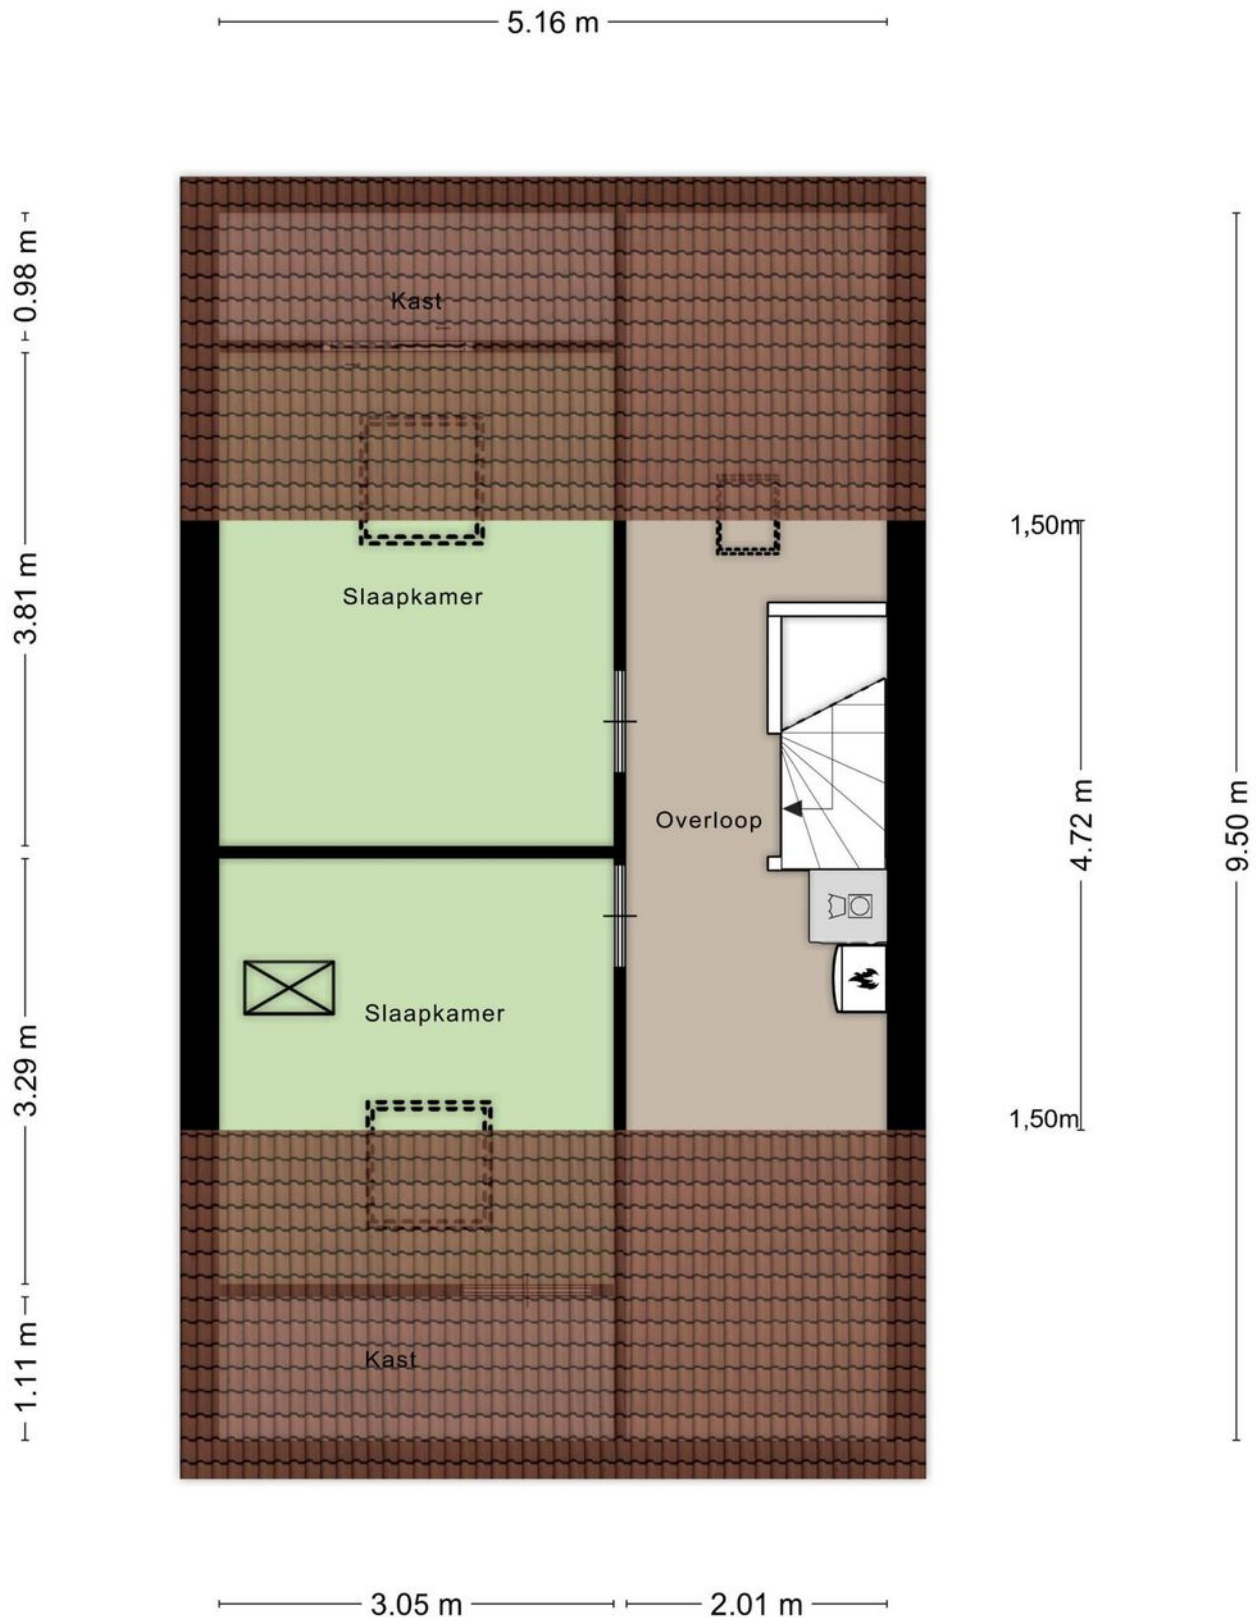 5.16 m
0.98 m
Kast
1,50m
3.81 m
Slaapkamer
Overloop
4.72 m
9.50 m
Slaapkamer
3.29 m
1,50m
1.11 m
Kast
3.05 m
2.01 m